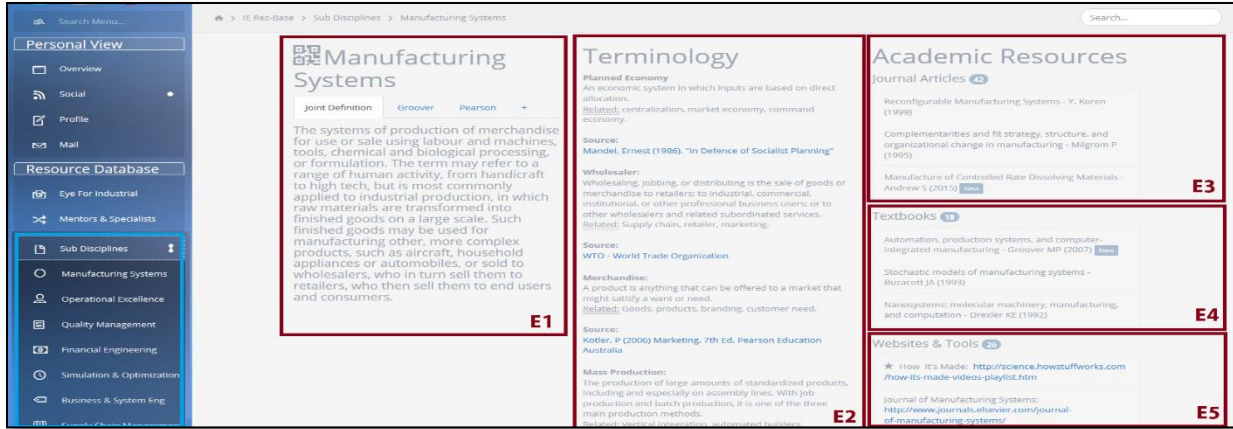 Search Menu...
Personal View
Overview
Social
Profile
Mail
Resource Database
Eye For Industrial
Mentors & Specialists
Sub Disciplines
Manufacturing Systems
Operational Excellence
Quality Management
Financial Engineering
Simulation & Optimization
Business & System Eng
Supply Chain Management
IE Rez-Base > Sub Disciplines > Manufacturing Systems
Search...
Manufacturing
Systems
Joint Definition Groover Pearson +
The systems of production of merchandise
for use or sale using labour and machines,
tools, chemical and biological processing,
or formulation. The term may refer to a
range of human activity, from handicraft
to high tech, but is most commonly
applied to industrial production, in which
raw materials are transformed into
finished goods on a large scale. Such
finished goods may be used for
manufacturing other, more complex
products, such as aircraft, household
appliances or automobiles, or sold to
wholesalers, who in turn sell them to
retailers, who then sell them to end users
and consumers.
E1
Terminology
Planned Economy
An economic system in which inputs are based on direct
allocation.
Related: centralization, market economy, command
economy.
Source:
Mandel, Ernest (1986). "In Defence of Socialist Planning"
Wholesaler:
Wholesaling, jobbing, or distributing is the sale of goods or
merchandise to retailers; to industrial, commercial,
institutional, or other professional business users; or to
other wholesalers and related subordinated services.
Related: Supply chain, retailer, marketing.
Source:
WTO - World Trade Organization
Merchandise:
A product is anything that can be offered to a market that
might satisfy a want or need.
Related: Goods, products, branding, customer need.
Source:
Kotler, P (2006) Marketing, 7th Ed. Pearson Education
Australia
Mass Production:
The production of large amounts of standardized products,
including and especially on assembly lines. With job
production and batch production, it is one of the three
main production methods.
Related: Vertical integration, automated builders,
E2
Academic Resources
Journal Articles 42
Reconfigurable Manufacturing Systems - Y. Koren
(1999)
Complementarities and fit strategy, structure, and
organizational change in manufacturing - Milgrom P
(1995)
Manufacture of Controlled Rate Dissolving Materials -
Andrew S (2015) New
E3
Textbooks 18
Automation, production systems, and computer-
integrated manufacturing - Groover MP (2007) New
Stochastic models of manufacturing systems -
Buzacott JA (1993)
Nanosystems: molecular machinery, manufacturing,
and computation - Drexler KE (1992)
E4
Websites & Tools 26
How It's Made: http://science.howstuffworks.com
/how-its-made-videos-playlist.htm
Journal of Manufacturing Systems:
http://www.journals.elsevier.com/journal-
of-manufacturing-systems/
E5